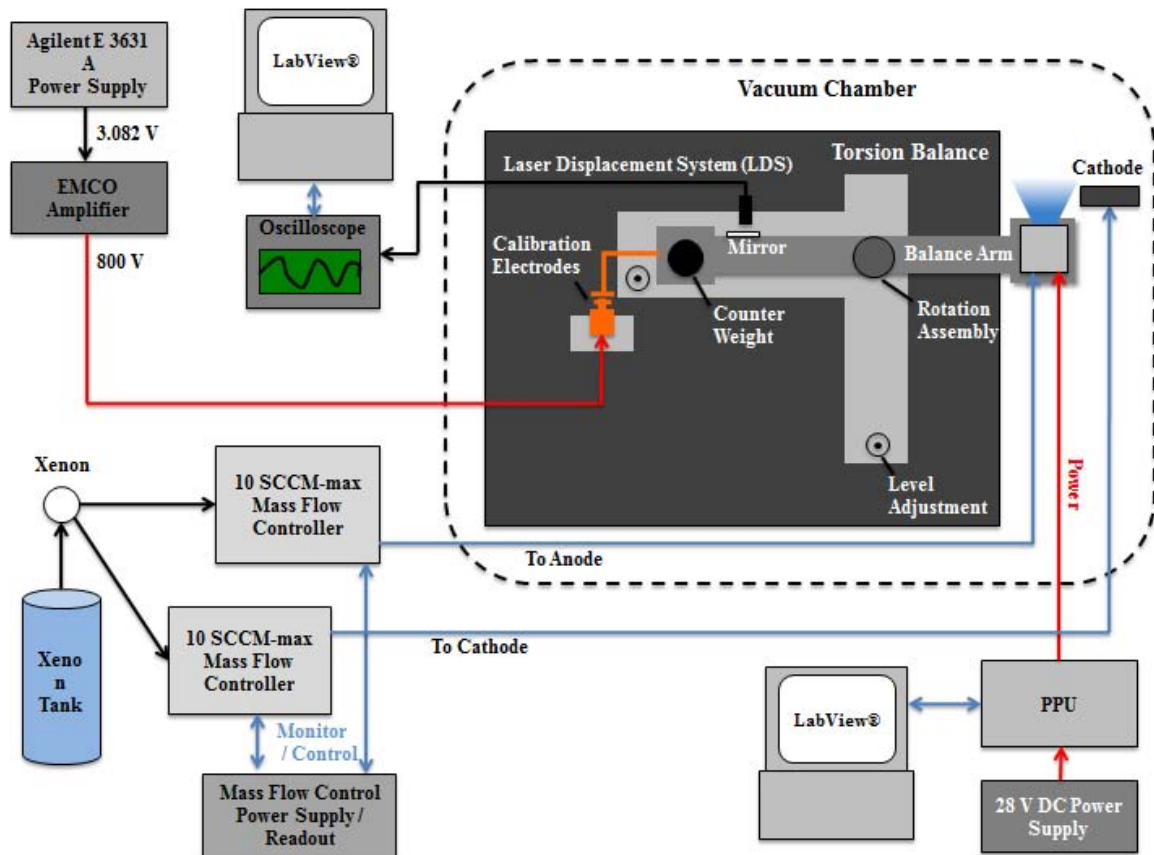 Agilent E 3631
A
Power Supply
3.082 V
EMCO
Amplifier
800 V
LabView®
Oscilloscope
Vacuum Chamber
Laser Displacement System (LDS)
Torsion Balance
Cathode
Calibration
Electrodes
Mirror
Balance Arm
Counter
Weight
Rotation
Assembly
Level
Adjustment
Power
Xenon
10 SCCM-max
Mass Flow
Controller
To Anode
Xeno
n
Tank
10 SCCM-max
Mass Flow
Controller
To Cathode
Monitor
/ Control
Mass Flow Control
Power Supply /
Readout
LabView®
PPU
28 V DC Power
Supply